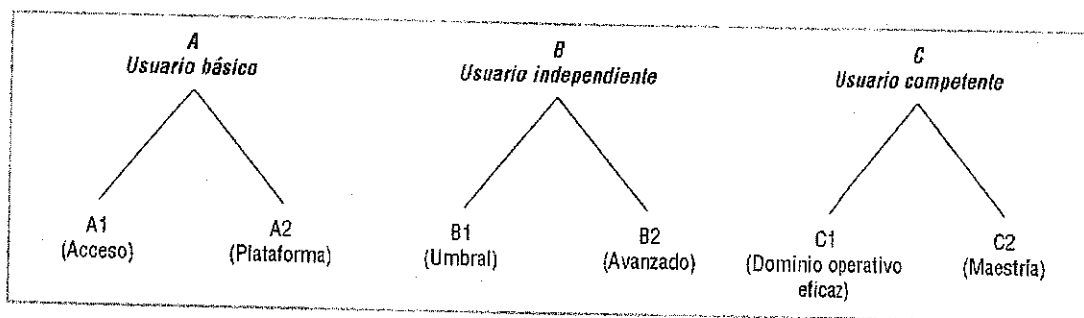 A
Usuario básico
B
Usuario independiente
C
Usuario competente
A1
(Acceso)
A2
(Plataforma)
B1
(Umbral)
B2
(Avanzado)
C1
(Dominio operativo
eficaz)
C2
(Maestría)